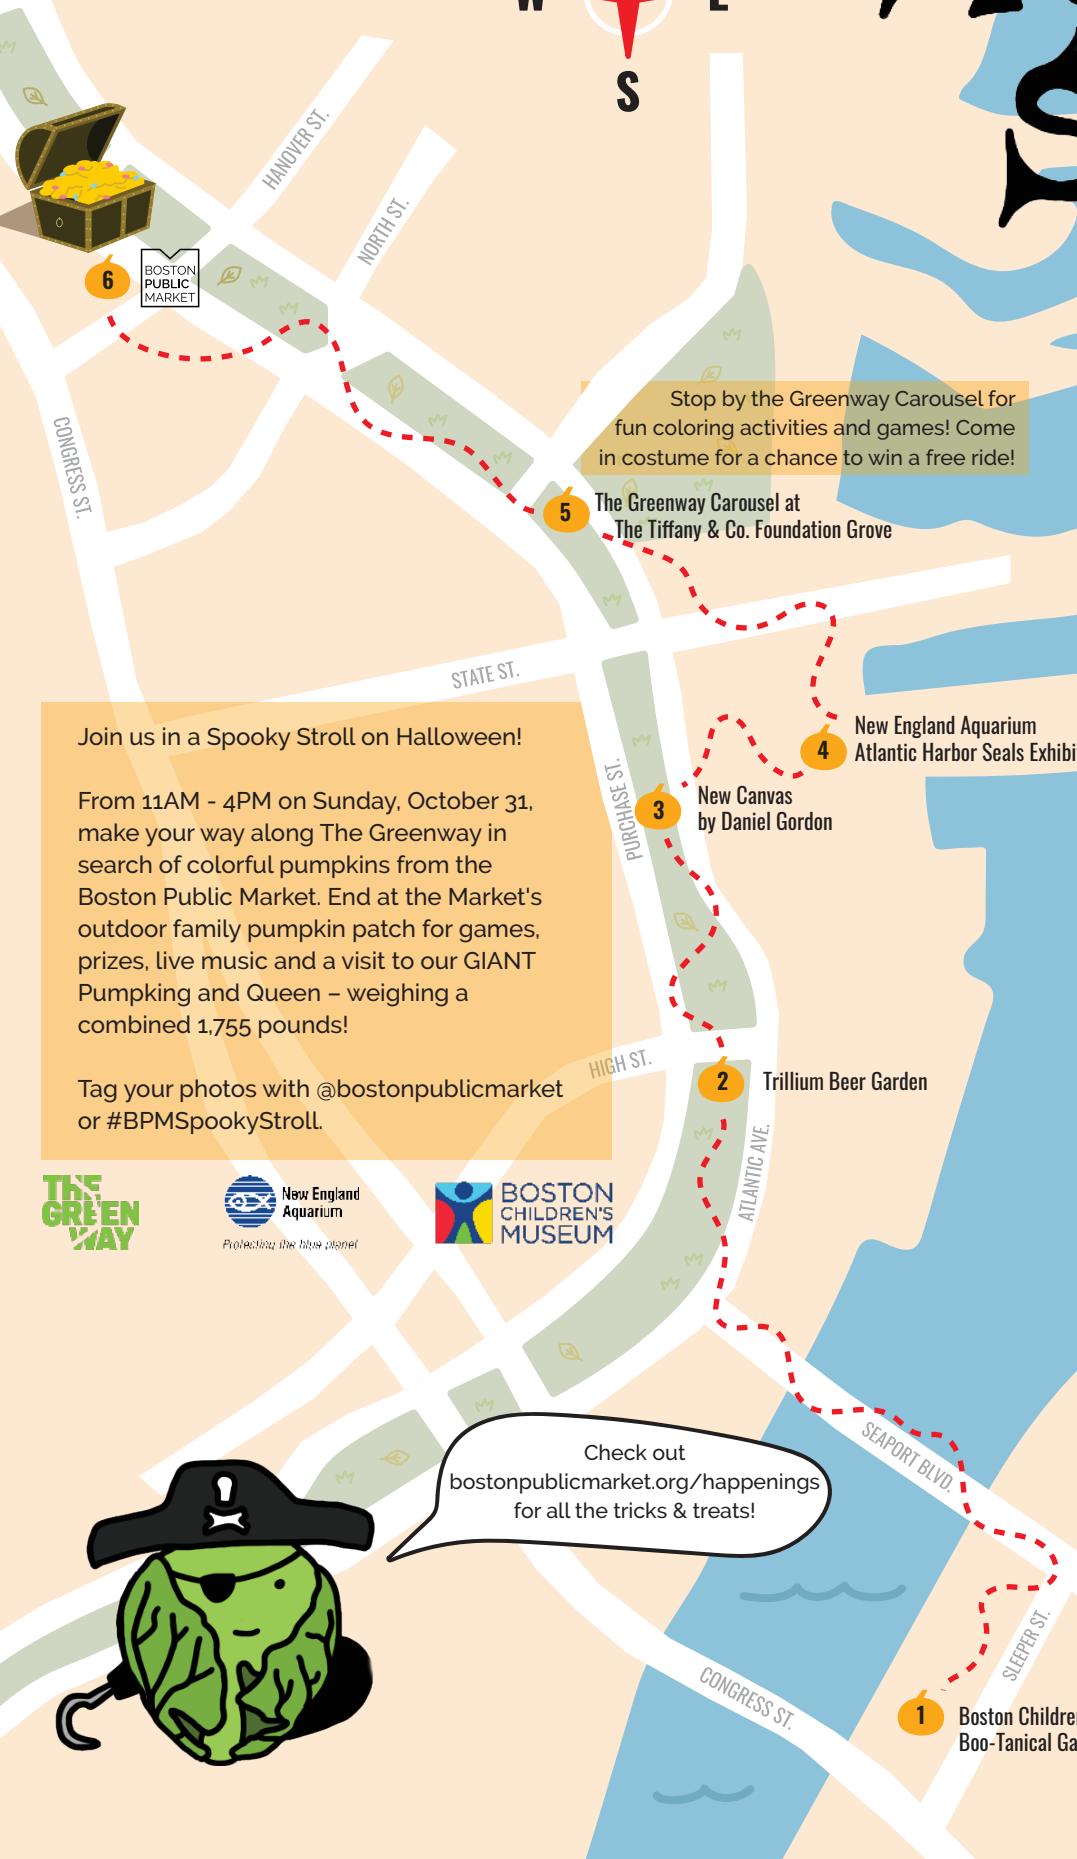 W E
S
HANOVER ST.
NORTH ST.
6
BOSTON
PUBLIC
MARKET
CONGRESS ST.
Stop by the Greenway Carousel for
fun coloring activities and games! Come
in costume for a chance to win a free ride!
5
The Greenway Carousel at
The Tiffany & Co. Foundation Grove
STATE ST.
4
New England Aquarium
Atlantic Harbor Seals Exhibi
PURCHASE ST.
3
New Canvas
by Daniel Gordon
Join us in a Spooky Stroll on Halloween!
From 11AM - 4PM on Sunday, October 31,
make your way along The Greenway in
search of colorful pumpkins from the
Boston Public Market. End at the Market's
outdoor family pumpkin patch for games,
prizes, live music and a visit to our GIANT
Pumpking and Queen – weighing a
combined 1,755 pounds!
Tag your photos with @bostonpublicmarket
or #BPMSpookyStroll.
HIGH ST.
2
Trillium Beer Garden
ATLANTIC AVE.
THE
GREEN
WAY
New England
Aquarium
Protecting the blue planet
BOSTON
CHILDREN'S
MUSEUM
SEAPORT BLVD.
Check out
bostonpublicmarket.org/happenings
for all the tricks & treats!
SLEEPER ST.
CONGRESS ST.
1
Boston Childre
Boo-Tanical Ga